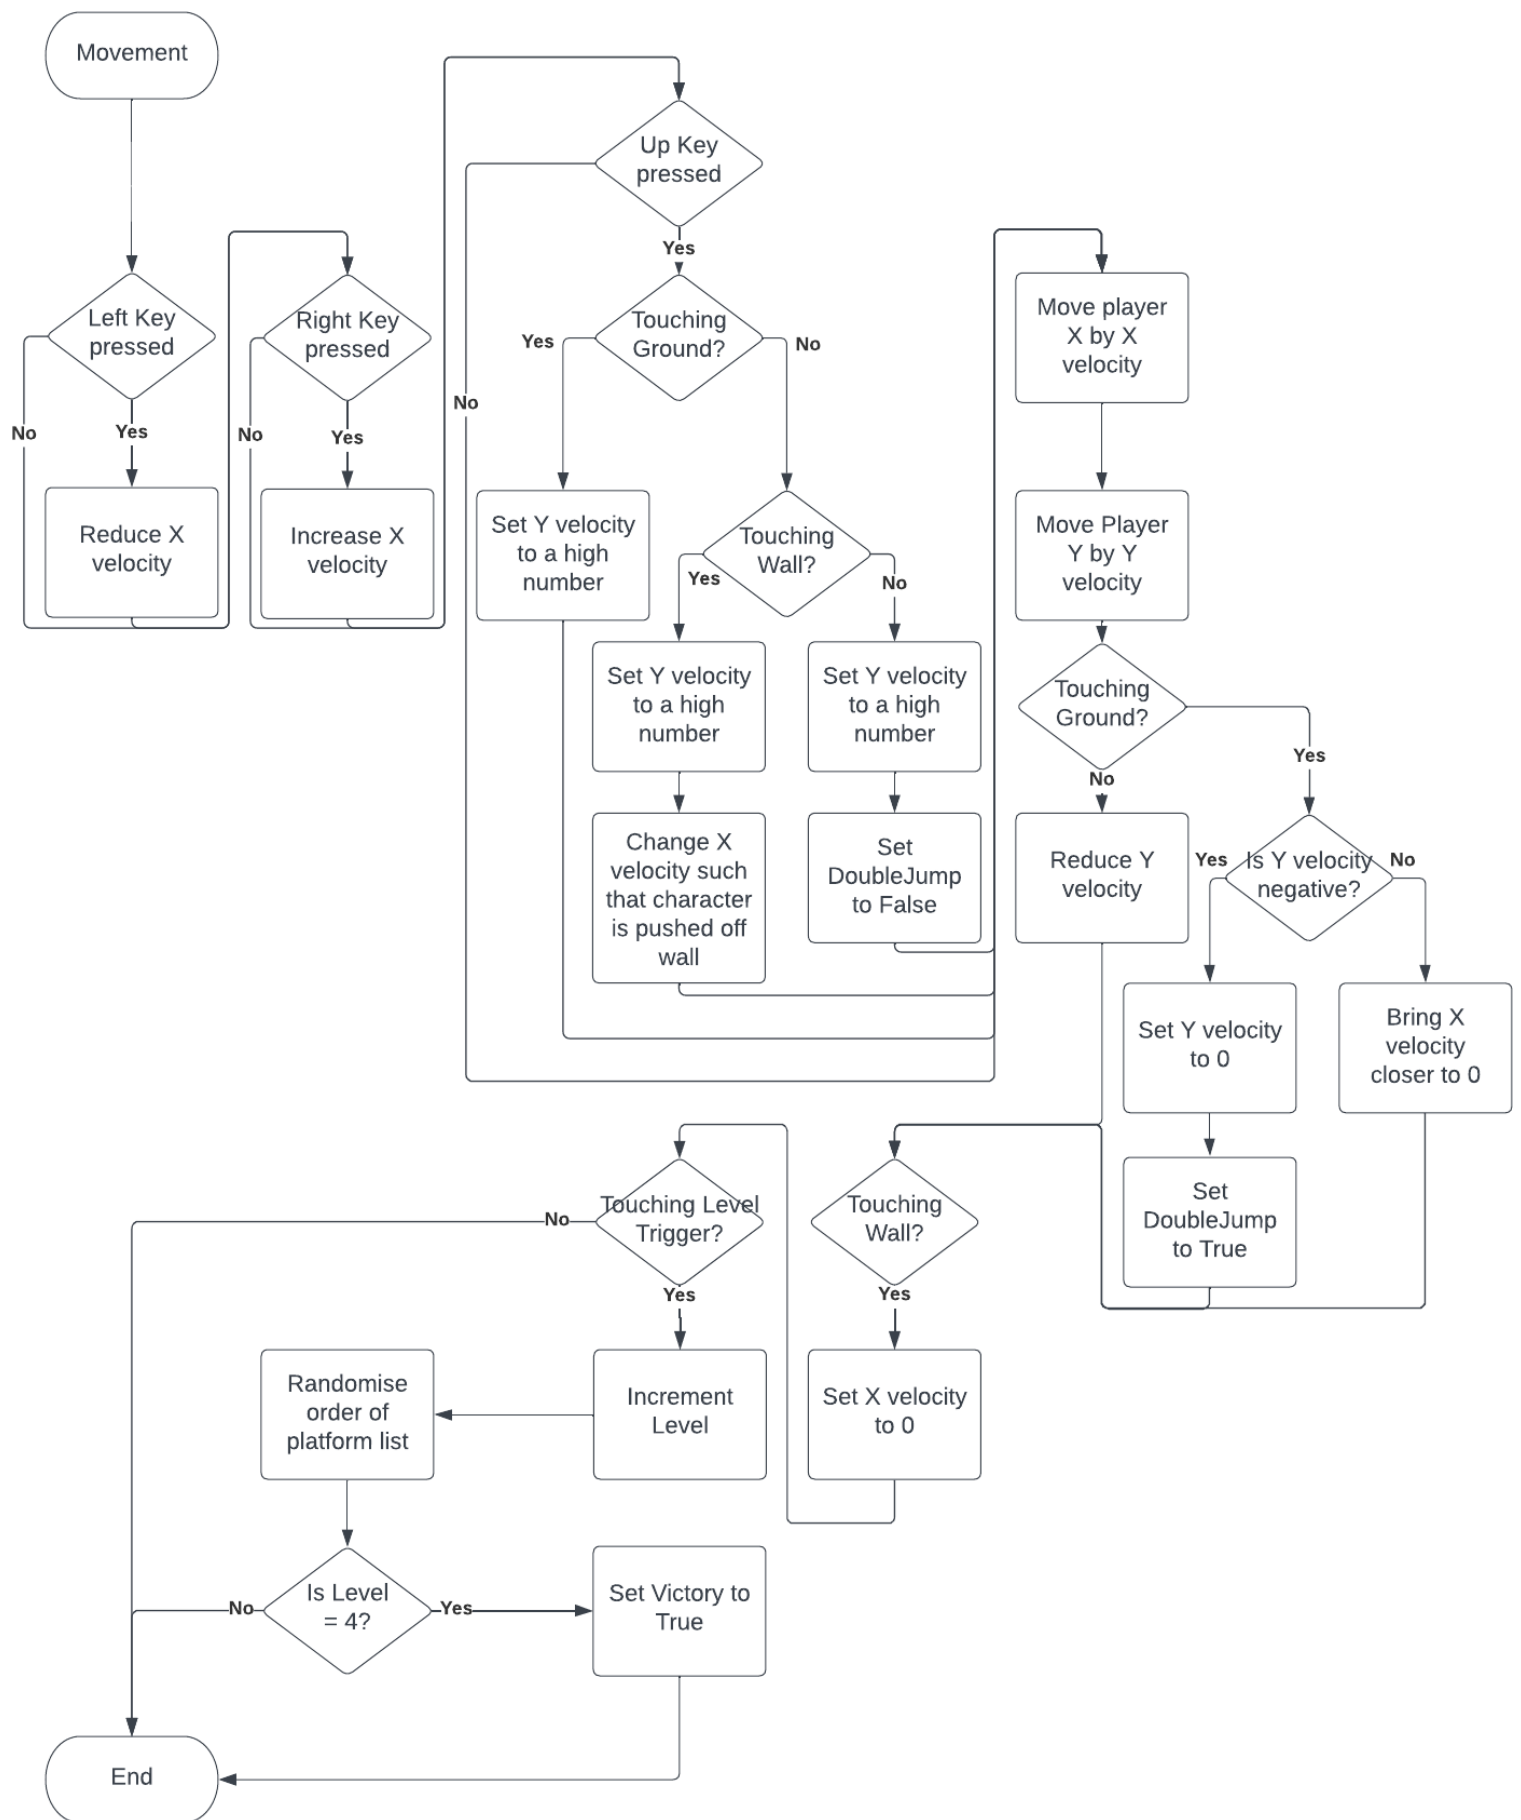 Movement
Left Key
pressed
No
Yes
Reduce X
velocity
Right Key
pressed
No
Yes
Increase X
velocity
Up Key
pressed
No
Yes
Touching
Ground?
Yes
No
Set Y velocity
to a high
number
Touching
Wall?
Yes
No
Set Y velocity
to a high
number
Change X
velocity such
that character
is pushed off
wall
Set Y velocity
to a high
number
Set
DoubleJump
to False
Move player
X by X
velocity
Move Player
Y by Y
velocity
Touching
Ground?
No
Yes
Reduce Y
velocity
Is Y velocity
negative?
Yes
No
Set Y velocity
to 0
Set
DoubleJump
to True
Bring X
velocity
closer to 0
Touching
Wall?
Yes
Set X velocity
to 0
Touching Level
Trigger?
No
Yes
Increment
Level
Randomise
order of
platform list
Is Level
= 4?
No
Yes
Set Victory to
True
End